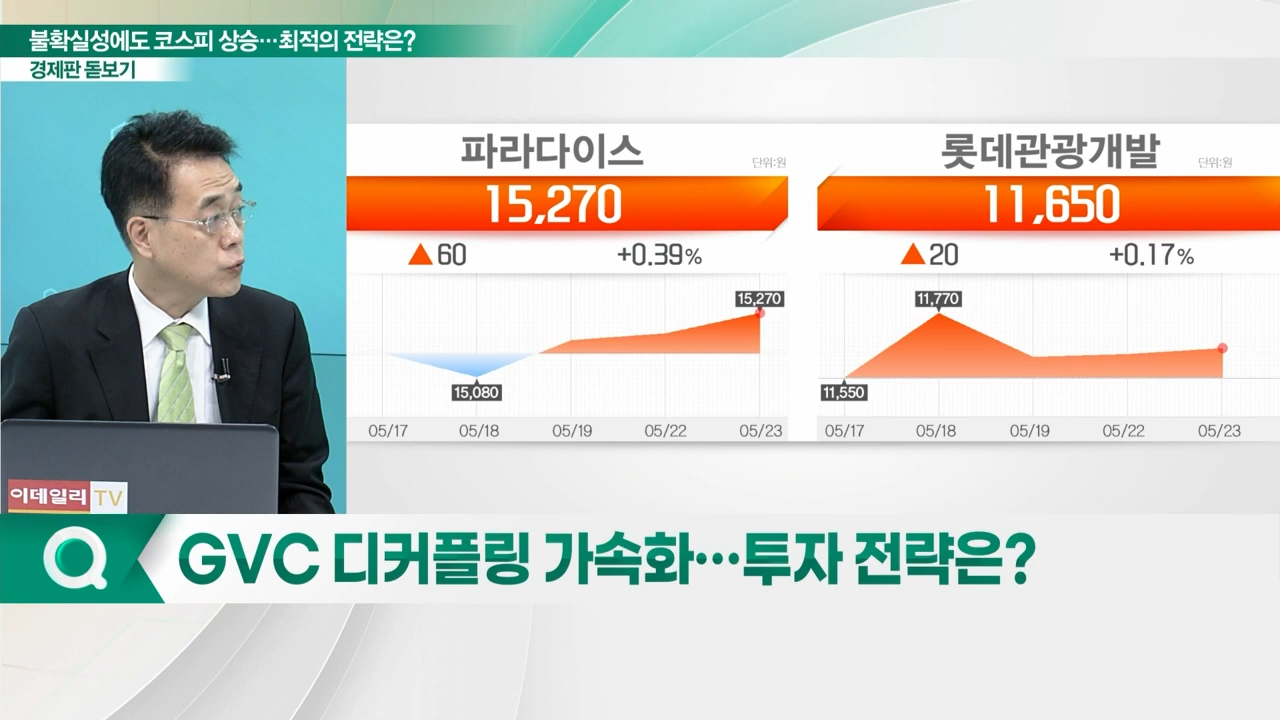 불확실성에도 코스피 상승…최적의 전략은?
경제판 돋보기
파라다이스
단위:원
15,270
▲60 +0.39%
15,270
15,080
05/17 05/18 05/19 05/22 05/23
롯데관광개발
단위:원
11,650
▲20 +0.17%
11,770
11,550
05/17 05/18 05/19 05/22 05/23
이데일리 TV
GVC 디커플링 가속화…투자 전략은?